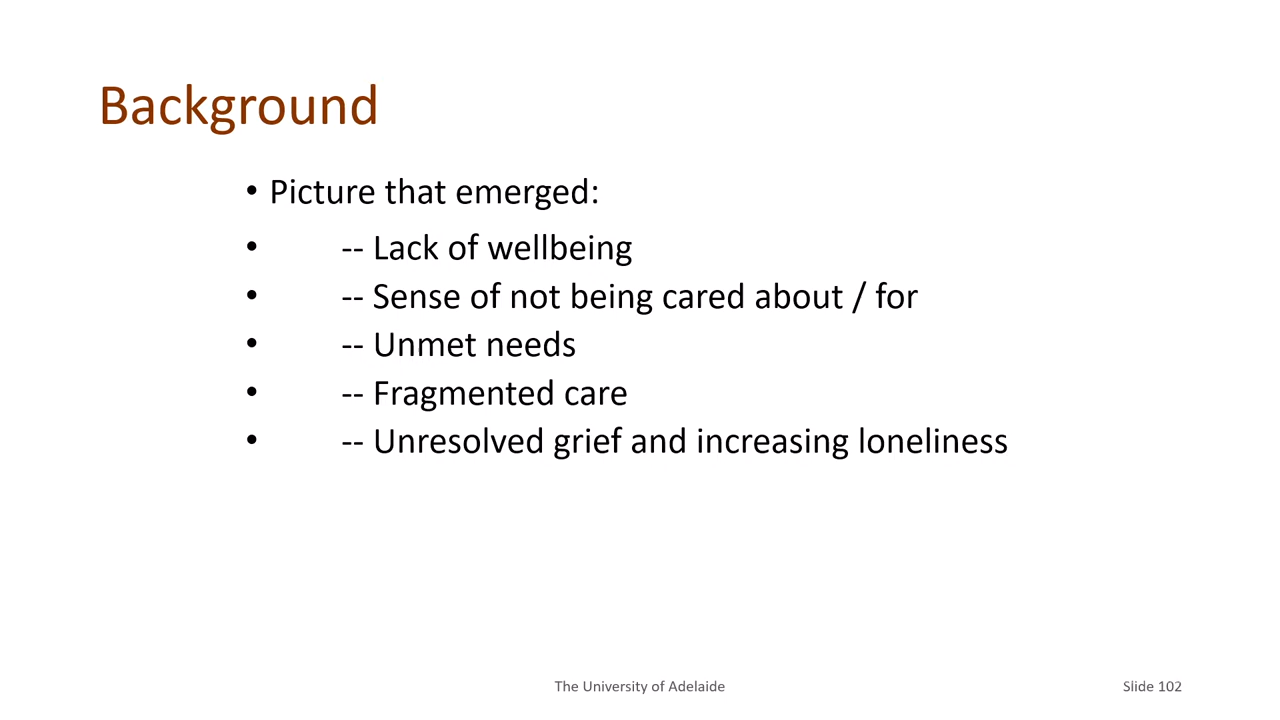 Background
• Picture that emerged:
• -- Lack of wellbeing
• -- Sense of not being cared about / for
• -- Unmet needs
• -- Fragmented care
• -- Unresolved grief and increasing loneliness
The University of Adelaide
Slide 102